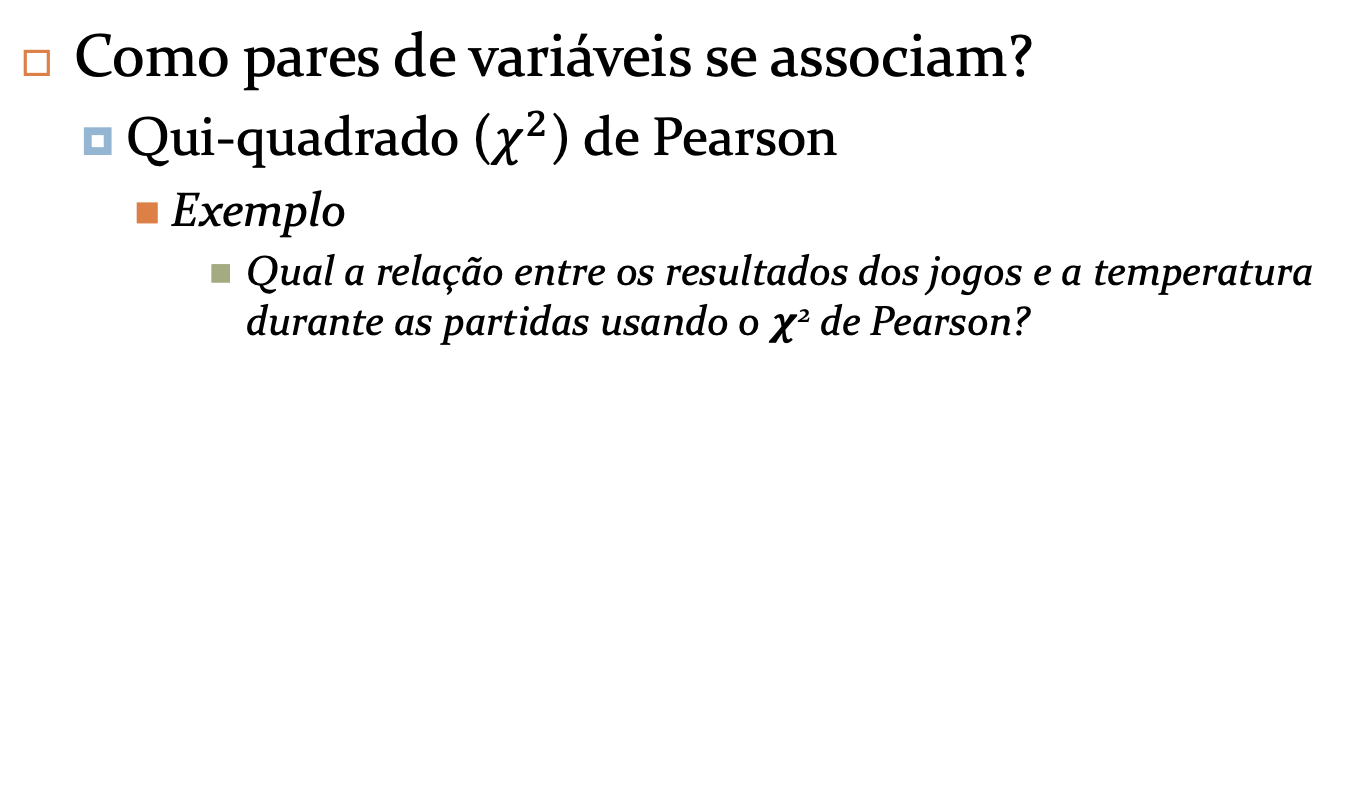 Como pares de variáveis se associam?
Qui-quadrado (χ²) de Pearson
Exemplo
Qual a relação entre os resultados dos jogos e a temperatura
durante as partidas usando o χ² de Pearson?